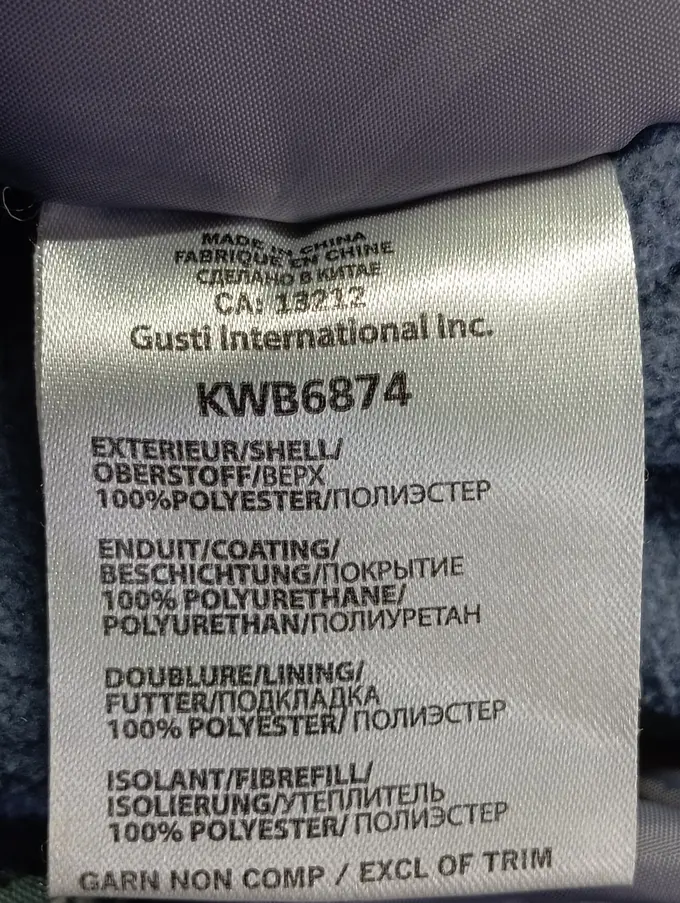 MADE IN CHINA
FABRIQUE EN CHINE
СДЕЛАНО В КИТАЕ
CA: 13212
Gusti International Inc.
KWB6874
EXTERIEUR/SHELL/
OBERSTOFF/ВЕРХ
100%POLYESTER/ПОЛИЭСТЕР
ENDUIT/COATING/
BESCHICHTUNG/ПОКРЫТИЕ
100% POLYURETHANE/
POLYURETHAN/ПОЛИУРЕТАН
DOUBLURE/LINING/
FUTTER/ПОДКЛАДКА
100% POLYESTER/ ПОЛИЭСТЕР
ISOLANT/FIBREFILL/
ISOLIERUNG/УТЕПЛИТЕЛЬ
100% POLYESTER/ ПОЛИЭСТЕР
GARN NON COMP / EXCL OF TRIM